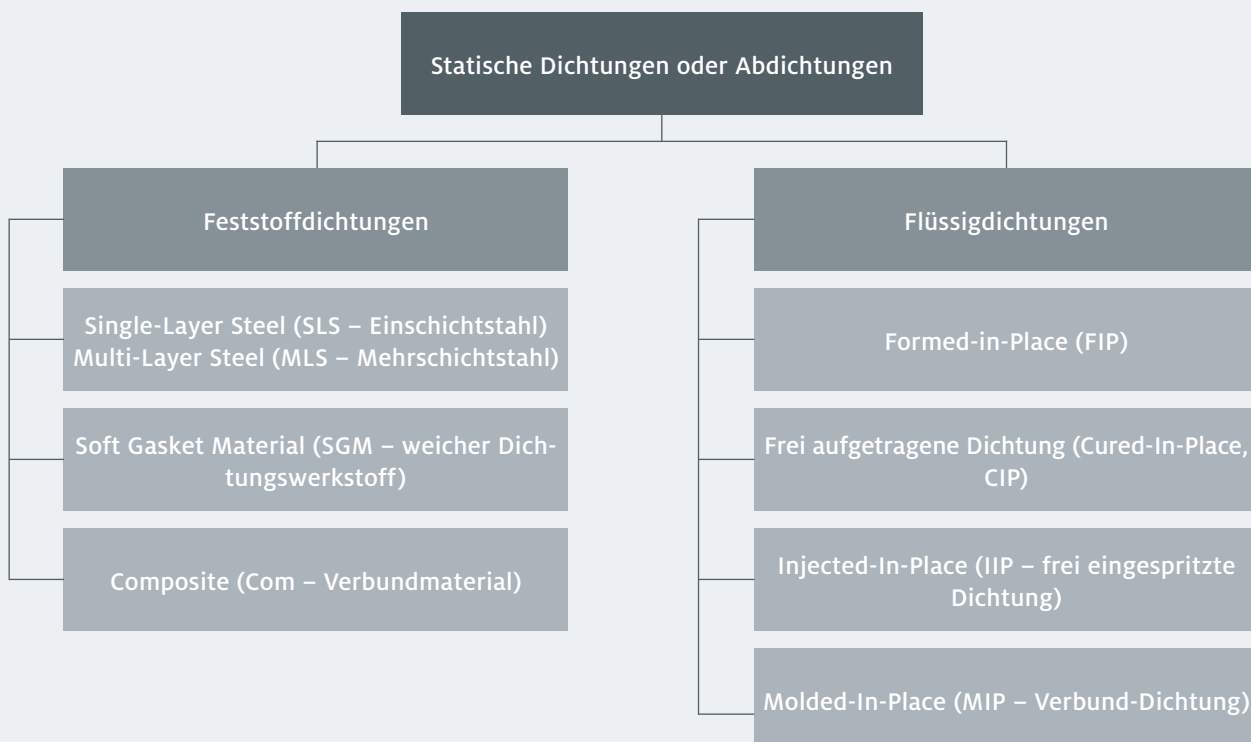 Statische Dichtungen oder Abdichtungen
Feststoffdichtungen
Single-Layer Steel (SLS – Einschichtstahl)
Multi-Layer Steel (MLS – Mehrschichtstahl)
Soft Gasket Material (SGM – weicher Dich-
tungswerkstoff)
Composite (Com – Verbundmaterial)
Flüssigdichtungen
Formed-in-Place (FIP)
Frei aufgetragene Dichtung (Cured-In-Place,
CIP)
Injected-In-Place (IIP – frei eingespritzte
Dichtung)
Molded-In-Place (MIP – Verbund-Dichtung)